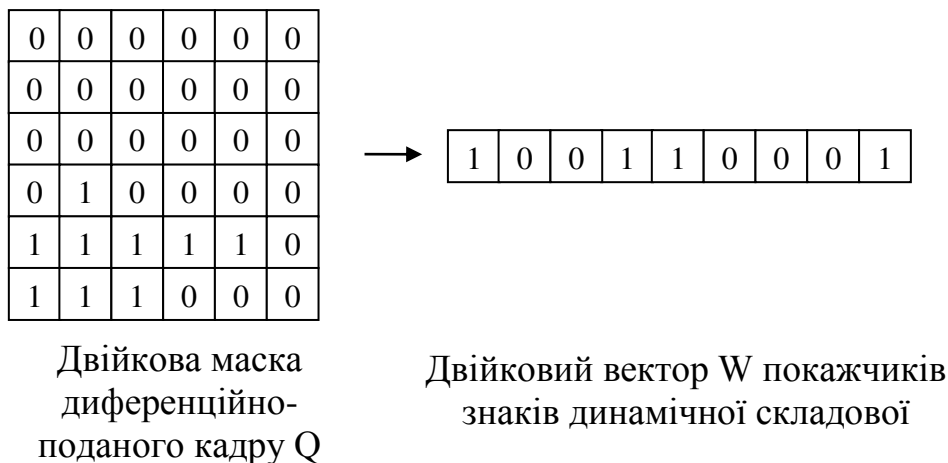 0 0 0 0 0 0
0 0 0 0 0 0
0 0 0 0 0 0
0 1 0 0 0 0
1 1 1 1 1 0
1 1 1 0 0 0
1 0 0 1 1 0 0 0 1
Двійкова маска
диференційно-
поданого кадру Q
Двійковий вектор W покажчиків
знаків динамічної складової